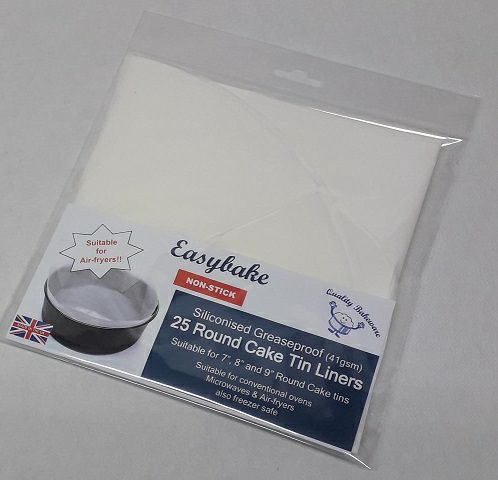 Suitable
for
Air-fryers!!
Easybake
NON-STICK
Quality Bakeware
Siliconised Greaseproof (41gsm)
25 Round Cake Tin Liners
Suitable for 7", 8" and 9" Round Cake tins
Suitable for conventional ovens
Microwaves & Air-fryers
also freezer safe